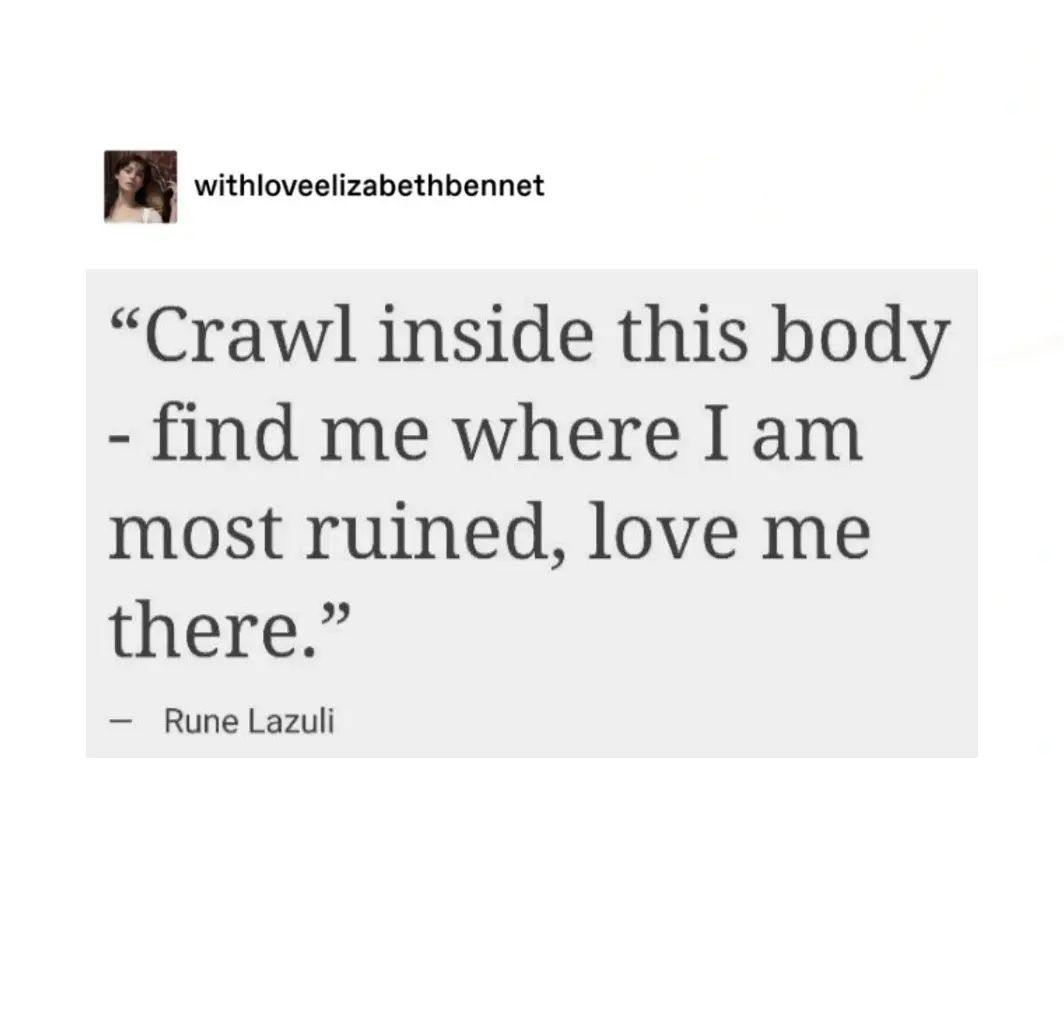 withloveelizabethbennet
“Crawl inside this body
- find me where I am
most ruined, love me
there.”
— Rune Lazuli